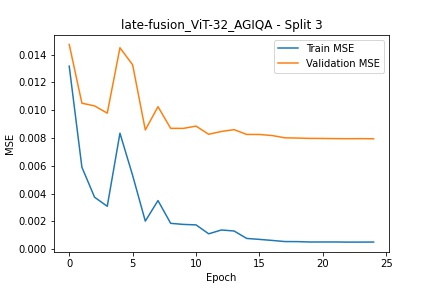 late-fusion_ViT-32_AGIQA - Split 3
Train MSE
Validation MSE
MSE
0.014
0.012
0.010
0.008
0.006
0.004
0.002
0.000
0 5 10 15 20 25
Epoch